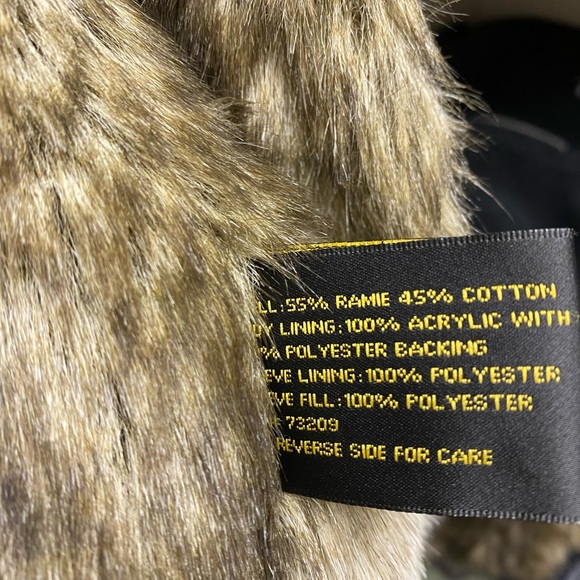 LL:55% RAMIE 45% COTTON
DY LINING:100% ACRYLIC WITH
% POLYESTER BACKING
EVE LINING:100% POLYESTER
EVE FILL:100% POLYESTER
# 73209
REVERSE SIDE FOR CARE